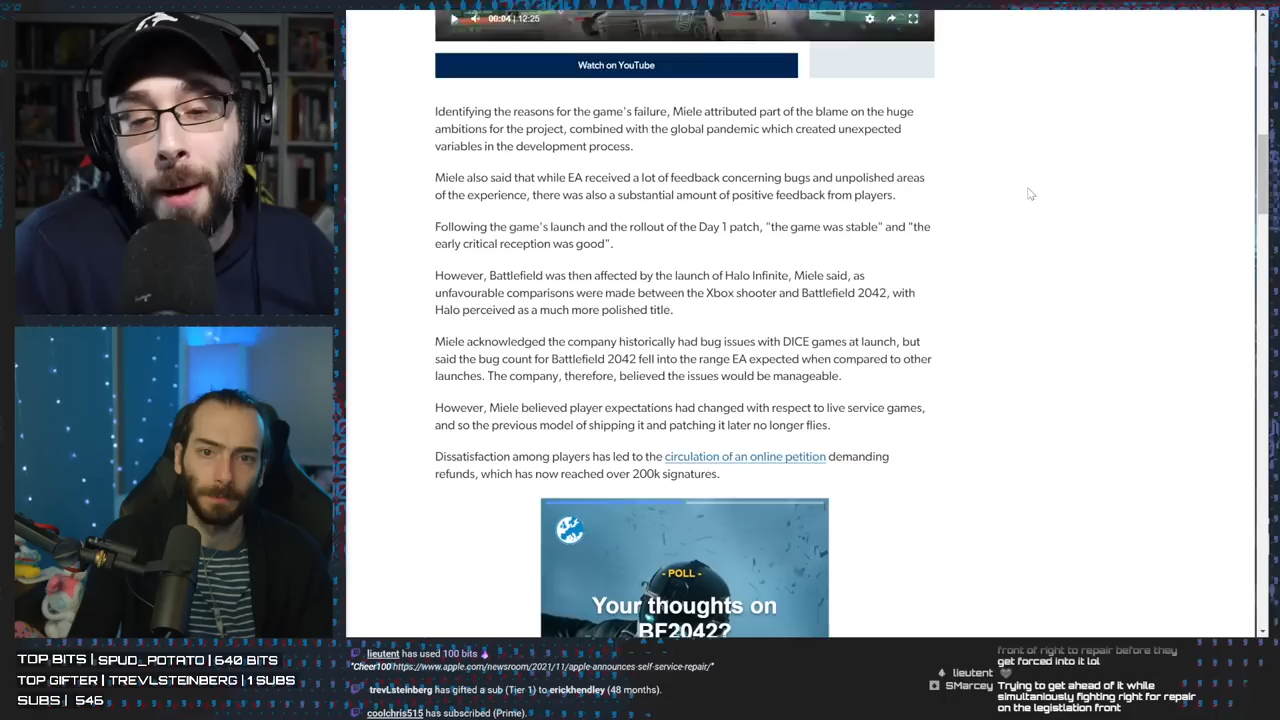 00:04 | 12:25
Watch on YouTube
Identifying the reasons for the game's failure, Miele attributed part of the blame on the huge
ambitions for the project, combined with the global pandemic which created unexpected
variables in the development process.
Miele also said that while EA received a lot of feedback concerning bugs and unpolished areas
of the experience, there was also a substantial amount of positive feedback from players.
Following the game's launch and the rollout of the Day 1 patch, "the game was stable" and "the
early critical reception was good".
However, Battlefield was then affected by the launch of Halo Infinite, Miele said, as
unfavourable comparisons were made between the Xbox shooter and Battlefield 2042, with
Halo perceived as a much more polished title.
Miele acknowledged the company historically had bug issues with DICE games at launch, but
said the bug count for Battlefield 2042 fell into the range EA expected when compared to other
launches. The company, therefore, believed the issues would be manageable.
However, Miele believed player expectations had changed with respect to live service games,
and so the previous model of shipping it and patching it later no longer flies.
Dissatisfaction among players has led to the circulation of an online petition demanding
refunds, which has now reached over 200k signatures.
- POLL -
Your thoughts on
BF2042?
TOP BITS | SPUD_POTATO | 640 BITS
TOP GIFTER | TREVLSTEINBERG | 1 SUBS
SUBS | 546
lieutent has used 100 bits
"Cheer100 https://www.apple.com/newsroom/2021/11/apple-announces-self-service-repair/"
trevLsteinberg has gifted a sub (Tier 1) to erickhendley (48 months).
coolchris515 has subscribed (Prime).
front of right to repair before they
get forced into it lol
lieutent
SMarcey Trying to get ahead of it while
simultaniously fighting right for repair
on the legistlation front